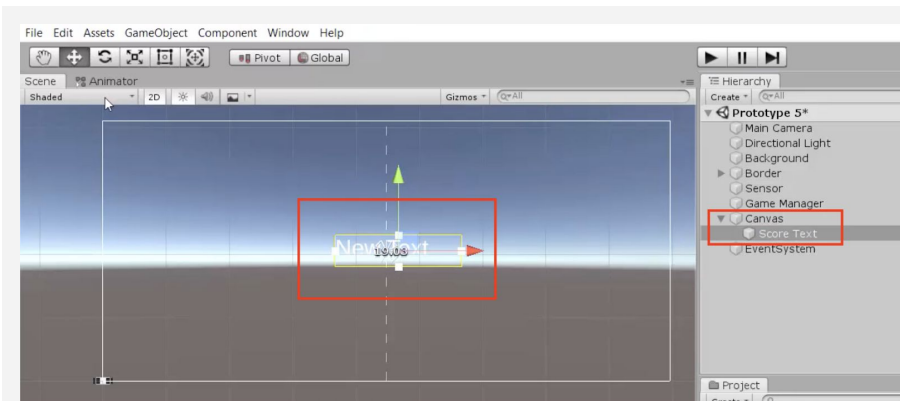 File Edit Assets GameObject Component Window Help
Pivot Global
Scene Animator
Shaded 2D Gizmos Q▾All
New Text
19.03
Hierarchy
Create Q▾All
Prototype 5*
Main Camera
Directional Light
Background
Border
Sensor
Game Manager
Canvas
Score Text
EventSystem
Project
Create